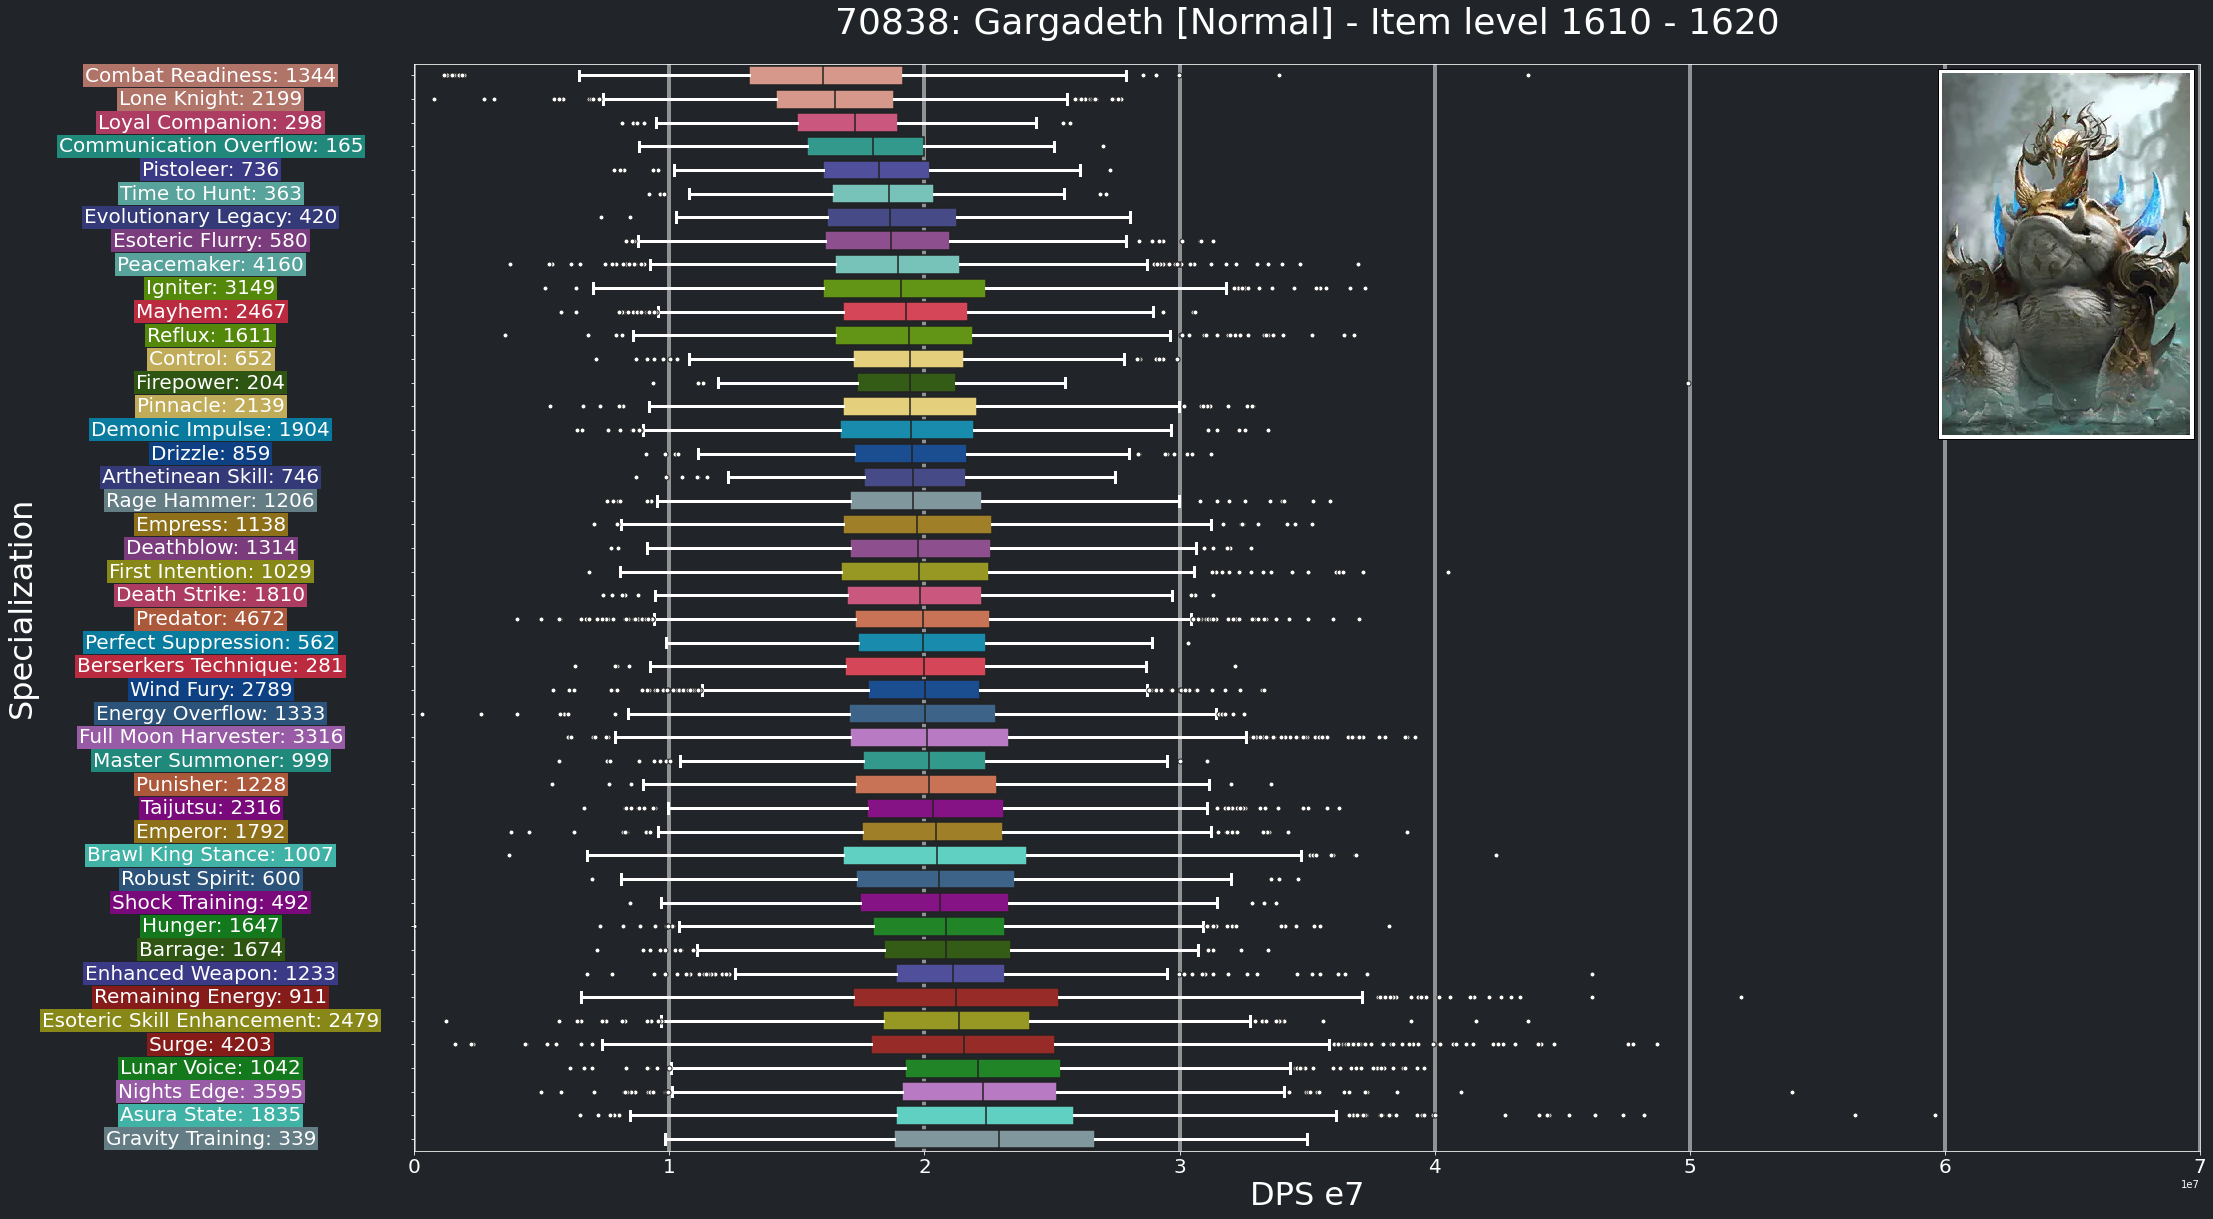 70838: Gargadeth [Normal] - Item level 1610 - 1620
Combat Readiness: 1344
Lone Knight: 2199
Loyal Companion: 298
Communication Overflow: 165
Pistoleer: 736
Time to Hunt: 363
Evolutionary Legacy: 420
Esoteric Flurry: 580
Peacemaker: 4160
Igniter: 3149
Mayhem: 2467
Reflux: 1611
Control: 652
Firepower: 204
Pinnacle: 2139
Demonic Impulse: 1904
Drizzle: 859
Arthetinean Skill: 746
Rage Hammer: 1206
Empress: 1138
Deathblow: 1314
First Intention: 1029
Death Strike: 1810
Predator: 4672
Perfect Suppression: 562
Berserkers Technique: 281
Wind Fury: 2789
Energy Overflow: 1333
Full Moon Harvester: 3316
Master Summoner: 999
Punisher: 1228
Taijutsu: 2316
Emperor: 1792
Brawl King Stance: 1007
Robust Spirit: 600
Shock Training: 492
Hunger: 1647
Barrage: 1674
Enhanced Weapon: 1233
Remaining Energy: 911
Esoteric Skill Enhancement: 2479
Surge: 4203
Lunar Voice: 1042
Nights Edge: 3595
Asura State: 1835
Gravity Training: 339
Specialization
0 1 2 3 4 5 6 7
1e7
DPS e7